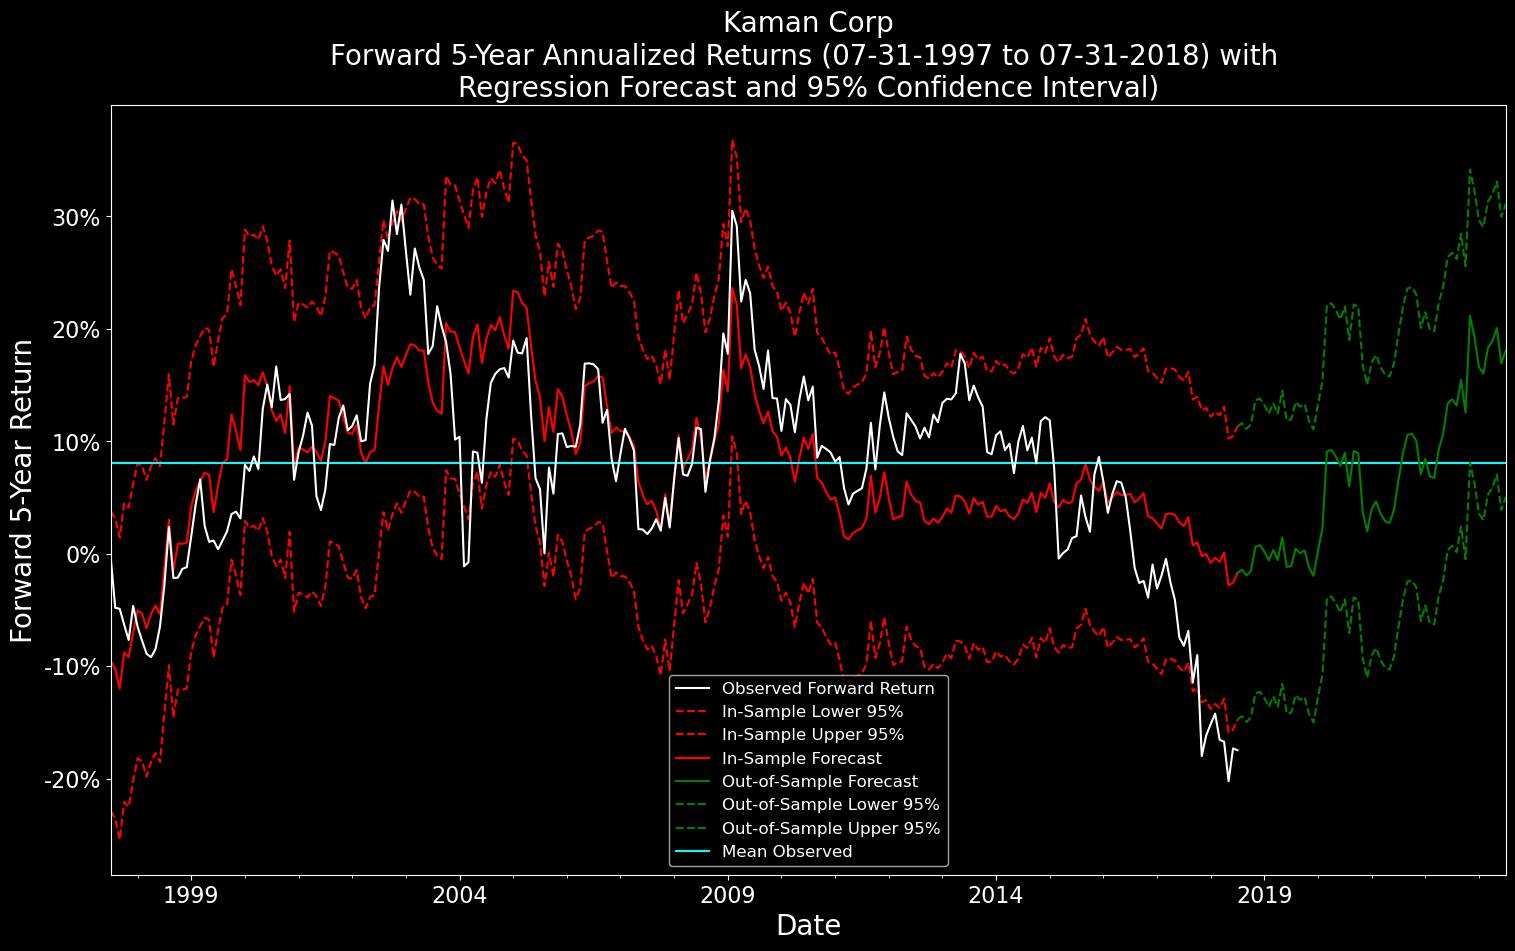 Kaman Corp
Forward 5-Year Annualized Returns (07-31-1997 to 07-31-2018) with
Regression Forecast and 95% Confidence Interval)
Forward 5-Year Return
30%
20%
10%
0%
-10%
-20%
Observed Forward Return
In-Sample Lower 95%
In-Sample Upper 95%
In-Sample Forecast
Out-of-Sample Forecast
Out-of-Sample Lower 95%
Out-of-Sample Upper 95%
Mean Observed
1999 2004 2009 2014 2019
Date